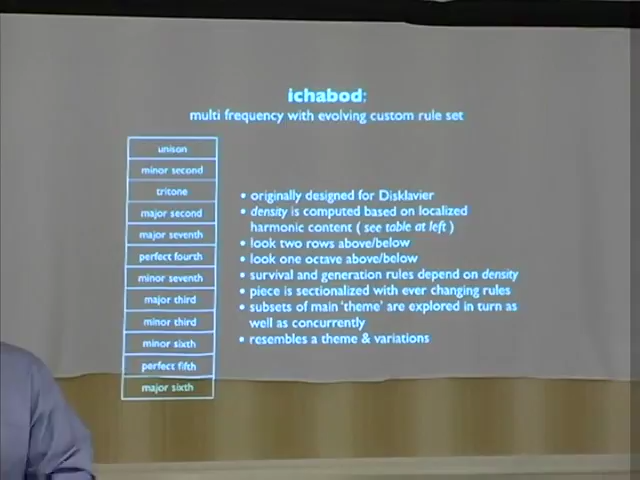 ichabod:
multi frequency with evolving custom rule set
unison
minor second
tritone
major second
major seventh
perfect fourth
minor seventh
major third
minor third
minor sixth
perfect fifth
major sixth
• originally designed for Disklavier
• density is computed based on localized
harmonic content ( see table at left )
• look two rows above/below
• look one octave above/below
• survival and generation rules depend on density
• piece is sectionalized with ever changing rules
• subsets of main 'theme' are explored in turn as
well as concurrently
• resembles a theme & variations